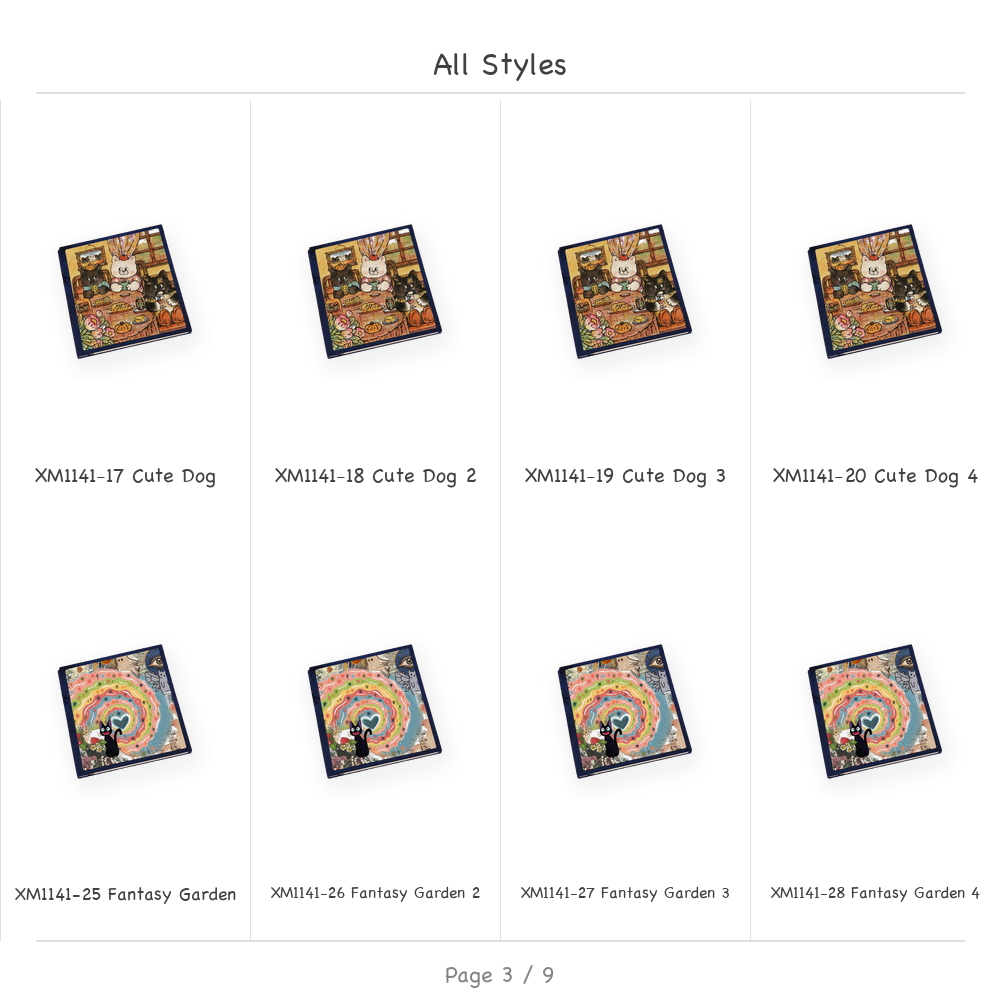 All Styles
XM1141-17 Cute Dog
XM1141-18 Cute Dog 2
XM1141-19 Cute Dog 3
XM1141-20 Cute Dog 4
XM1141-25 Fantasy Garden
XM1141-26 Fantasy Garden 2
XM1141-27 Fantasy Garden 3
XM1141-28 Fantasy Garden 4
Page 3 / 9